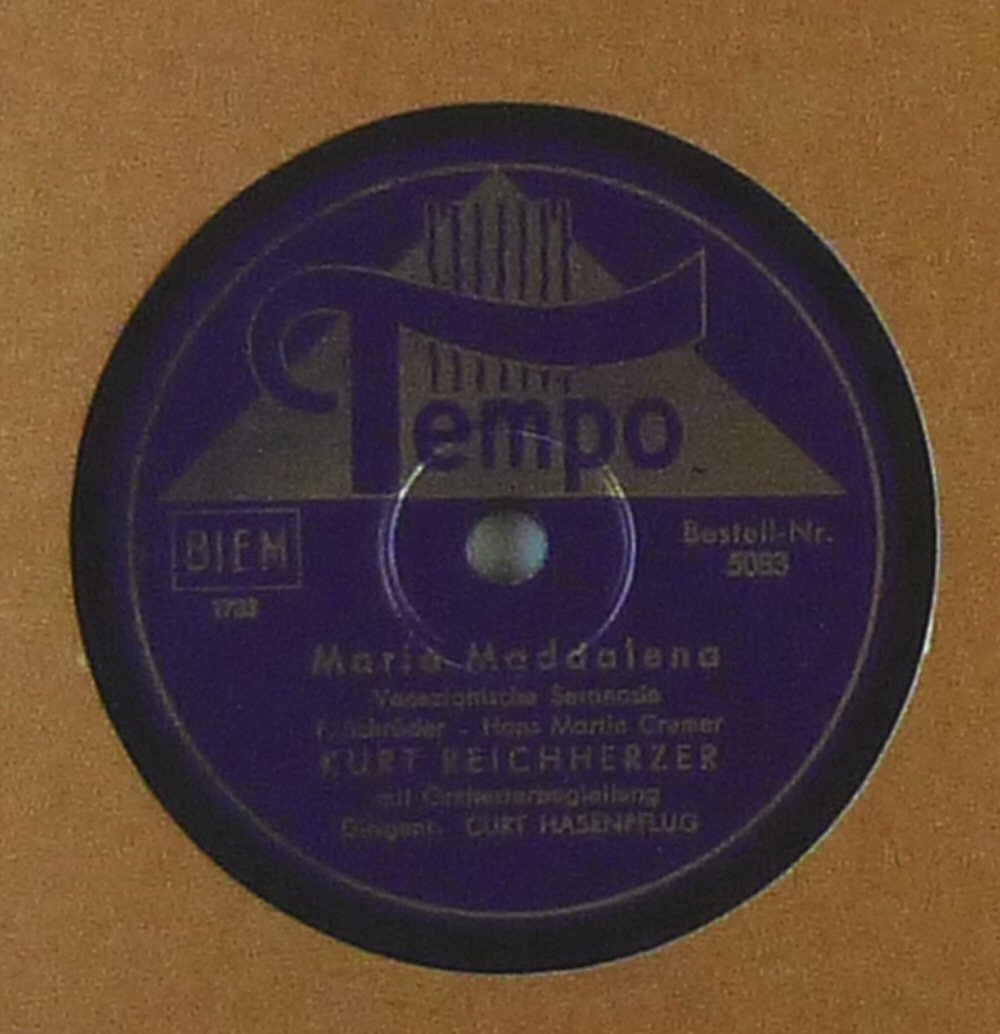 Tempo
BIEM
Bestell-Nr.
5083
Maria Maddalena
Venezianische Serenade
F. Schröder - Hans Martin Cremer
KURT REICHHERZER
mit Orchesterbegleitung
Dirigent: CURT HASENPFLUG